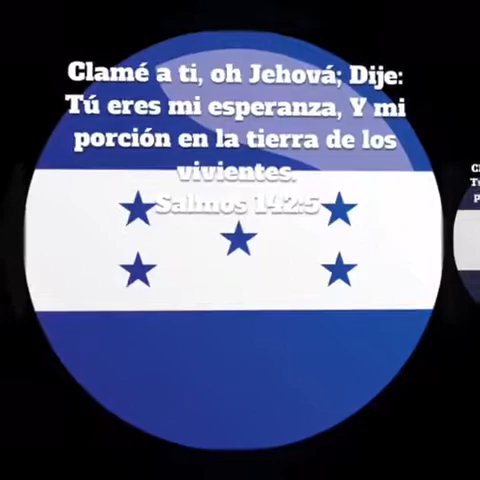 Clamé a ti, oh Jehová; Dije:
Tú eres mi esperanza, Y mi
porción en la tierra de los
vivientes.
Salmos 142:5